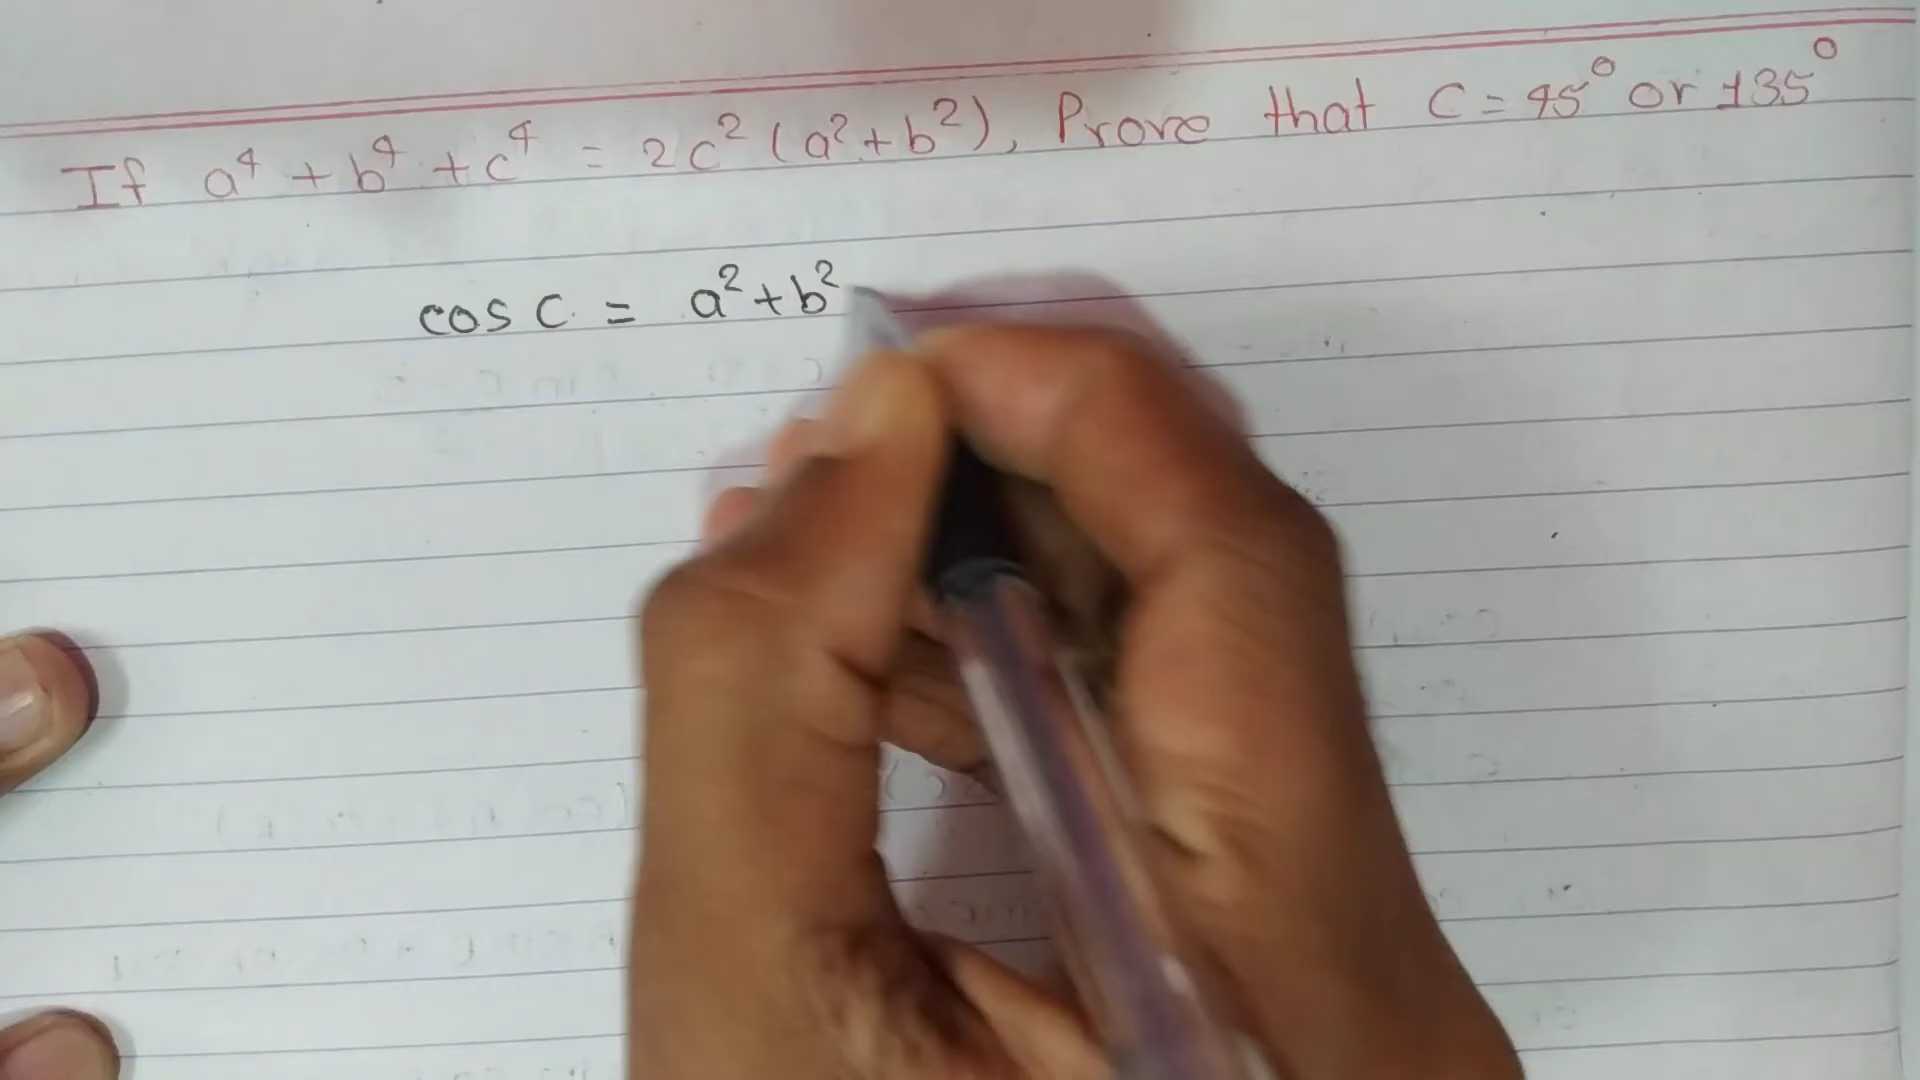 If a⁴ + b⁴ + c⁴ = 2c² (a² + b²), Prove that C = 45° or 135°
cos C = a² + b²